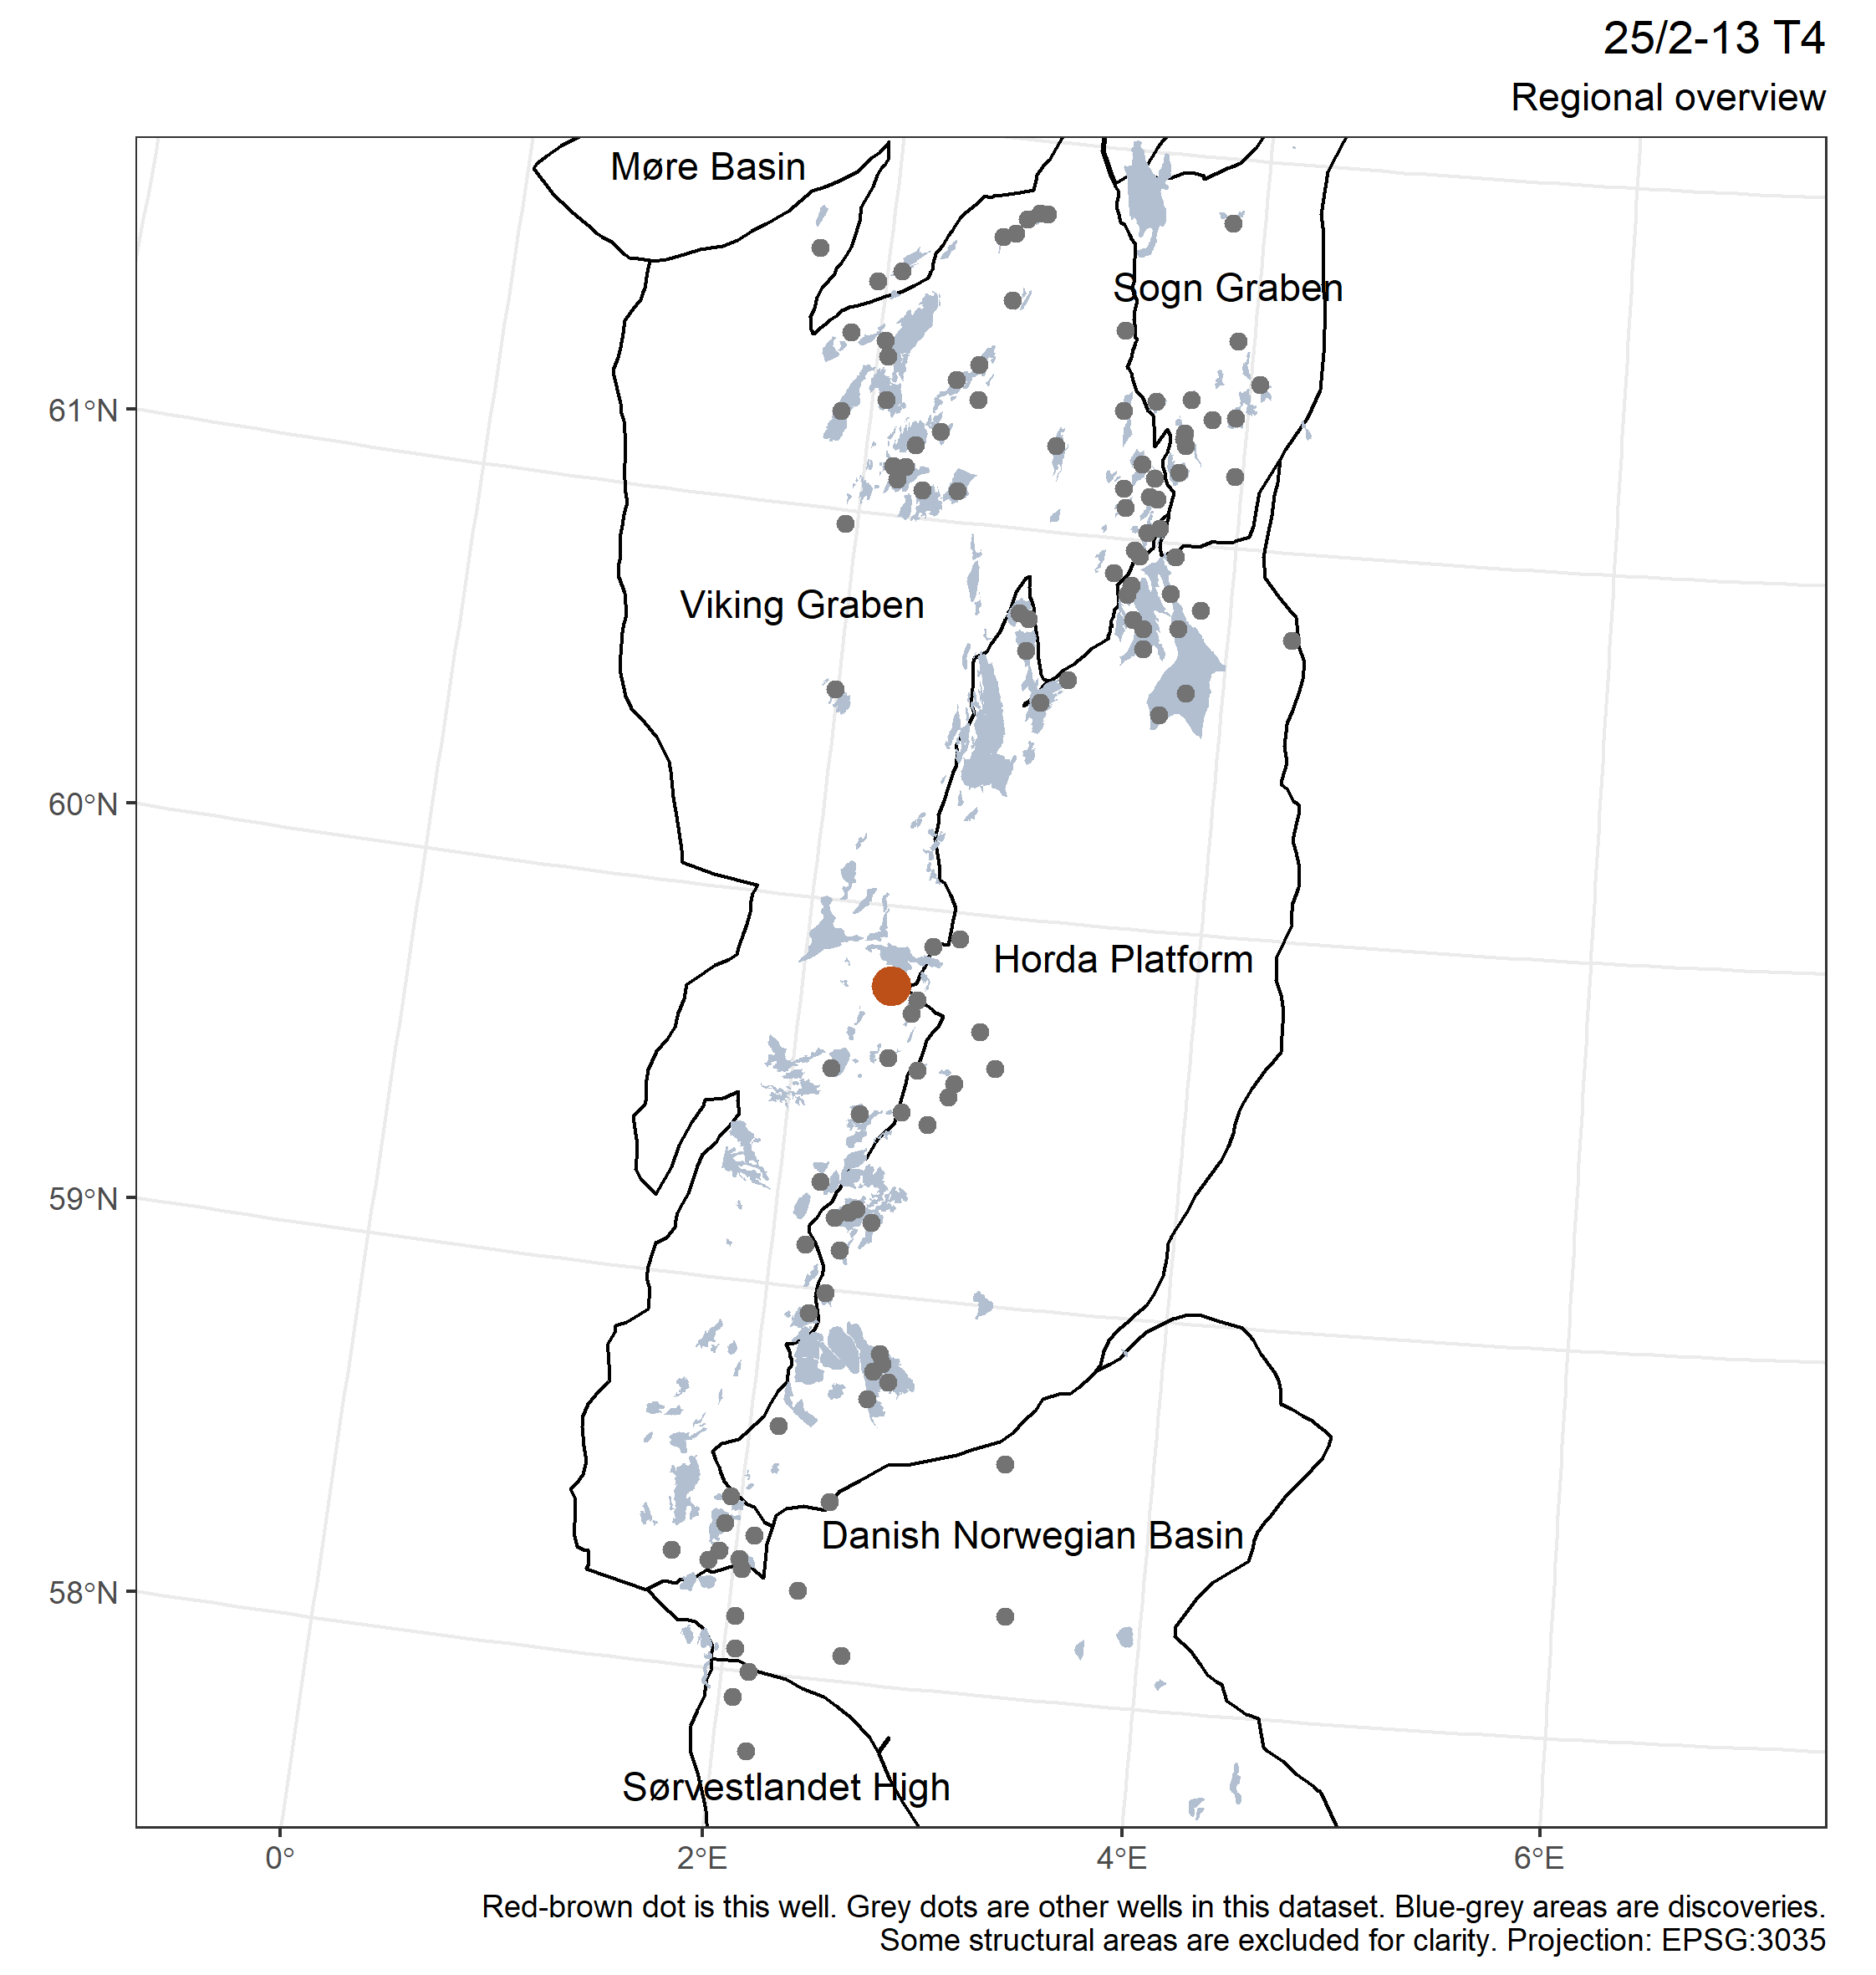 25/2-13 T4
Regional overview
Møre Basin
Sogn Graben
61°N
Viking Graben
60°N
Horda Platform
59°N
Danish Norwegian Basin
58°N
Sørvestlandet High
0°
2°E
4°E
6°E
Red-brown dot is this well. Grey dots are other wells in this dataset. Blue-grey areas are discoveries.
Some structural areas are excluded for clarity. Projection: EPSG:3035